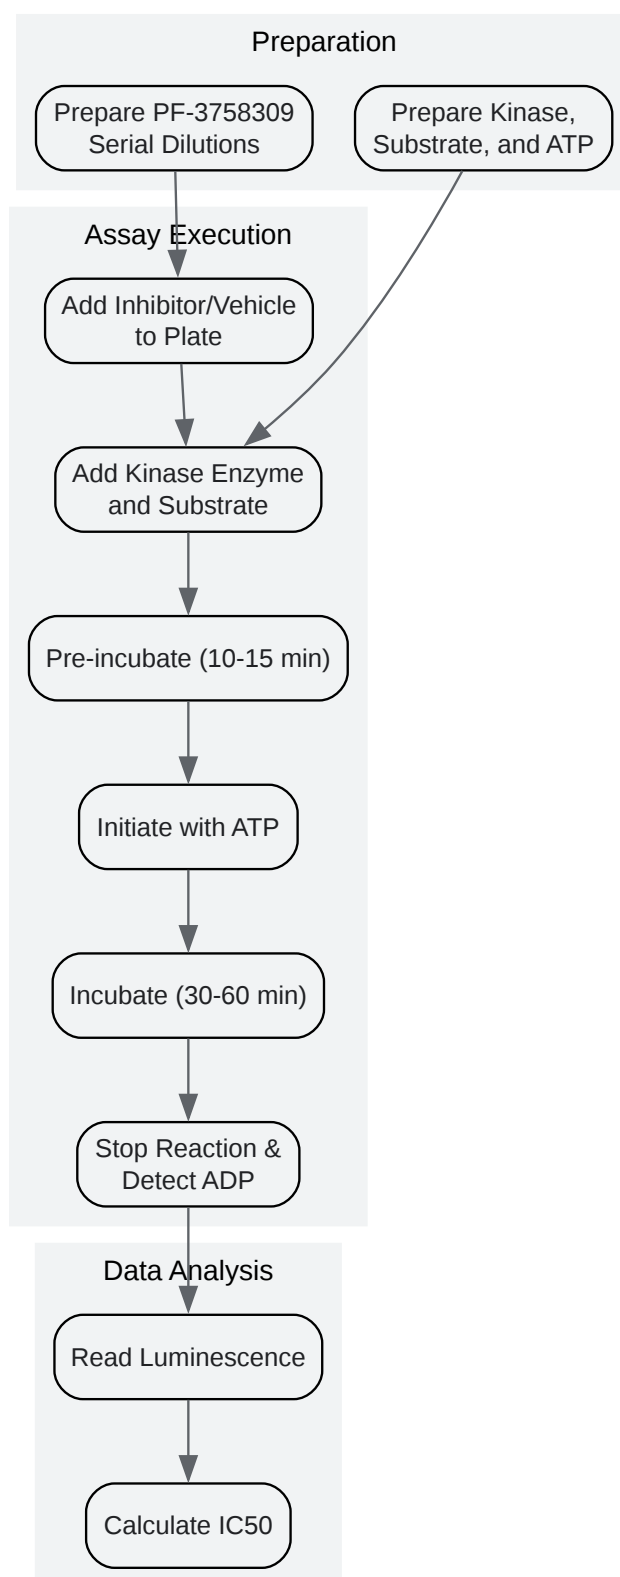 Preparation
Prepare PF-3758309
Serial Dilutions
Prepare Kinase,
Substrate, and ATP
Assay Execution
Add Inhibitor/Vehicle
to Plate
Add Kinase Enzyme
and Substrate
Pre-incubate (10-15 min)
Initiate with ATP
Incubate (30-60 min)
Stop Reaction &
Detect ADP
Data Analysis
Read Luminescence
Calculate IC50